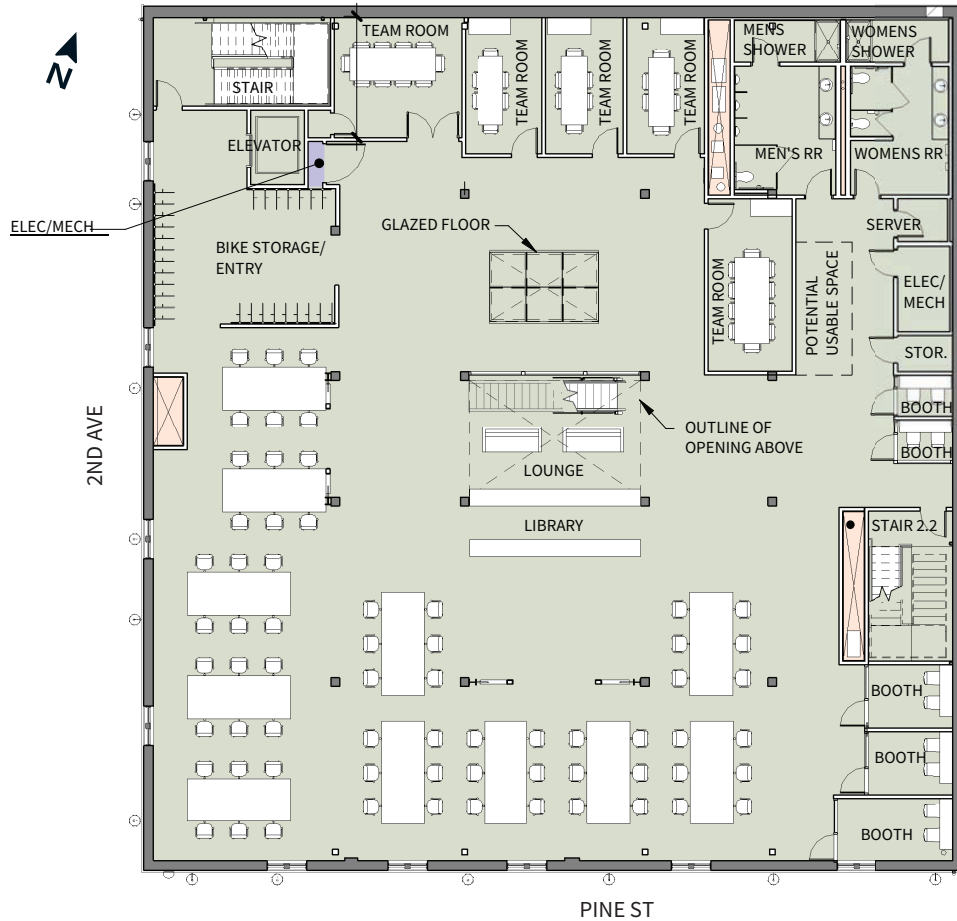 N
TEAM ROOM
MENS
SHOWER
WOMENS
SHOWER
STAIR
TEAM ROOM
TEAM ROOM
TEAM ROOM
ELEVATOR
MEN'S RR
WOMENS RR
ELEC/MECH
GLAZED FLOOR
SERVER
BIKE STORAGE/
ENTRY
TEAM ROOM
POTENTIAL
USABLE SPACE
ELEC/
MECH
STOR.
BOOTH
OUTLINE OF
OPENING ABOVE
BOOTH
2ND AVE
LOUNGE
LIBRARY
STAIR 2.2
BOOTH
BOOTH
BOOTH
PINE ST